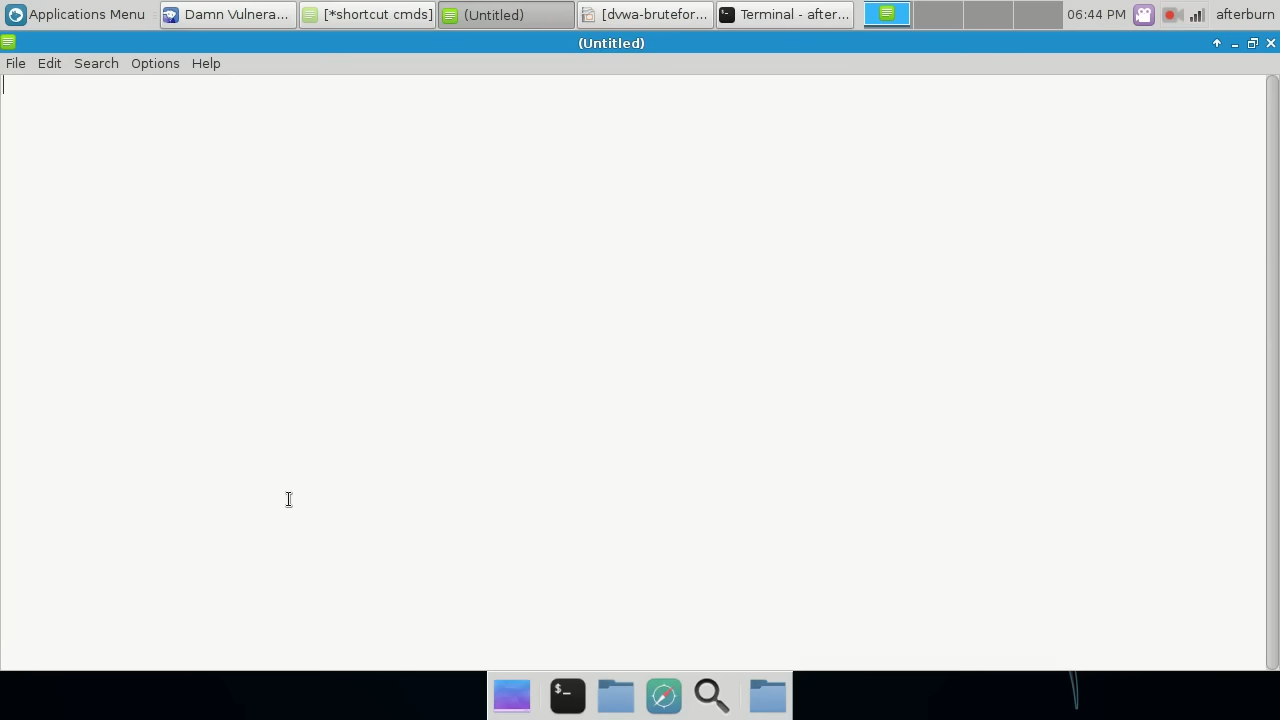 Applications Menu
Damn Vulnera...
[*shortcut cmds]
(Untitled)
[dvwa-brutefor...
Terminal - after...
06:44 PM
afterburn
(Untitled)
File Edit Search Options Help
$_